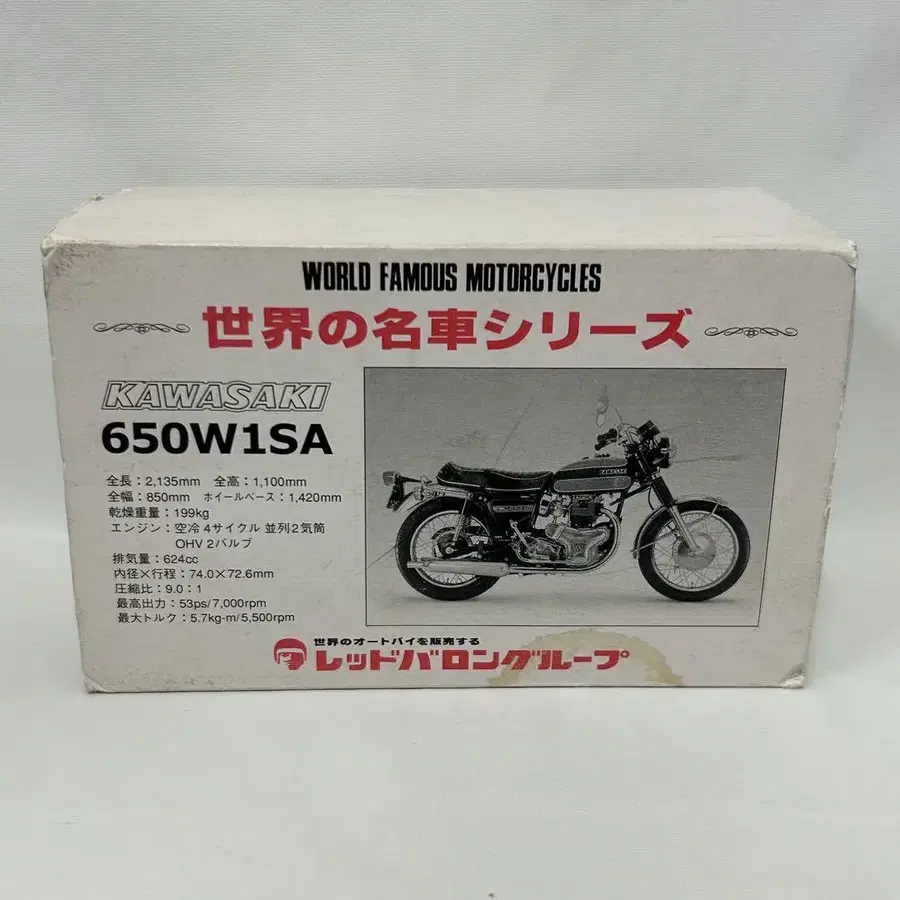 WORLD FAMOUS MOTORCYCLES
世界の名車シリーズ
KAWASAKI
650W1SA
全長：2,135mm 全高：1,100mm
全幅：850mm ホイールベース：1,420mm
乾燥重量：199kg
エンジン：空冷 4サイクル 並列2気筒
OHV 2バルブ
排気量：624cc
内径×行程：74.0×72.6mm
圧縮比：9.0：1
最高出力：53ps/7,000rpm
最大トルク：5.7kg-m/5,500rpm
KAWASAKI
世界のオートバイを販売する
レッドバロングループ